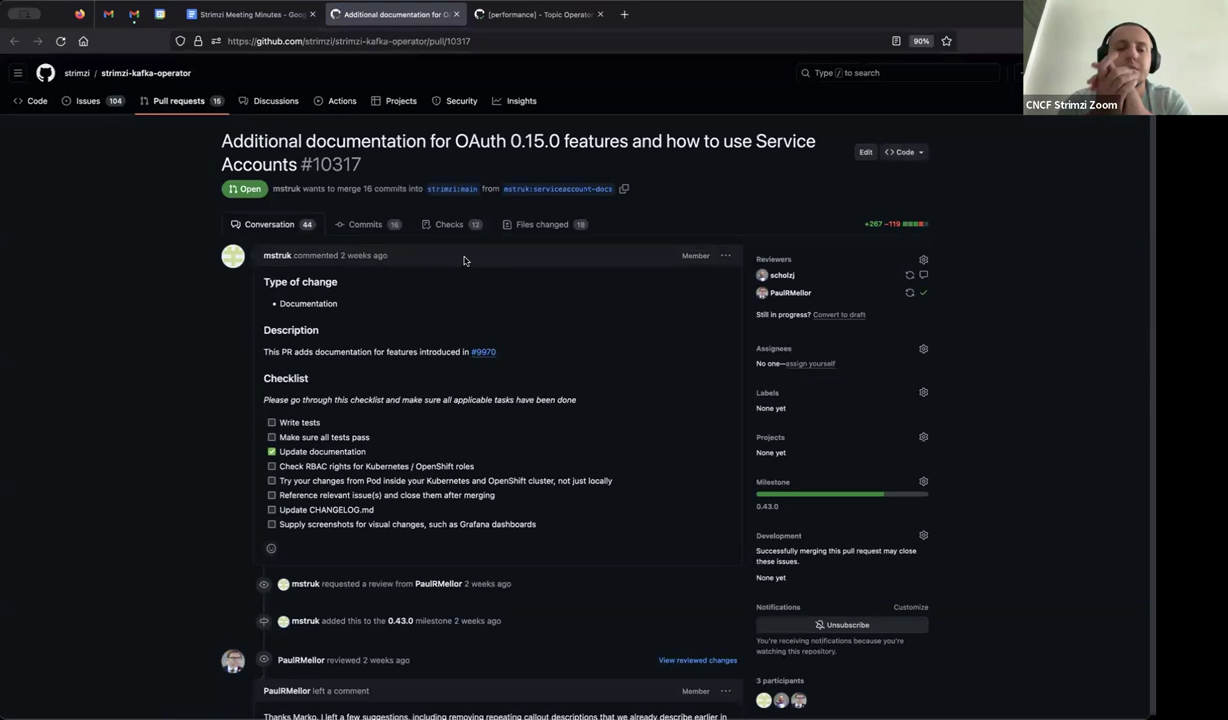 Strimzi Meeting Minutes - Goog
Additional documentation for O
[performance] - Topic Operator
https://github.com/strimzi/strimzi-kafka-operator/pull/10317
90%
strimzi / strimzi-kafka-operator
Type / to search
CNCF Strimzi Zoom
Code
Issues 104
Pull requests 15
Discussions
Actions
Projects
Security
Insights
Additional documentation for OAuth 0.15.0 features and how to use Service
Accounts #10317
Edit
Code
Open
mstruk wants to merge 16 commits into strimzi:main from mstruk:serviceaccount-docs
Conversation 44
Commits 16
Checks 12
Files changed 18
+267 -119
mstruk commented 2 weeks ago
Member
Type of change
• Documentation
Description
This PR adds documentation for features introduced in #9970
Checklist
Please go through this checklist and make sure all applicable tasks have been done
Write tests
Make sure all tests pass
Update documentation
Check RBAC rights for Kubernetes / OpenShift roles
Try your changes from Pod inside your Kubernetes and OpenShift cluster, not just locally
Reference relevant issue(s) and close them after merging
Update CHANGELOG.md
Supply screenshots for visual changes, such as Grafana dashboards
mstruk requested a review from PaulRMellor 2 weeks ago
mstruk added this to the 0.43.0 milestone 2 weeks ago
PaulRMellor reviewed 2 weeks ago
View reviewed changes
PaulRMellor left a comment
Member
Thanks Marko, I left a few suggestions, including removing repeating callout descriptions that we already describe earlier in
Reviewers
scholzj
PaulRMellor
Still in progress? Convert to draft
Assignees
No one—assign yourself
Labels
None yet
Projects
None yet
Milestone
0.43.0
Development
Successfully merging this pull request may close
these issues.
None yet
Notifications
Customize
Unsubscribe
You're receiving notifications because you're
watching this repository.
3 participants